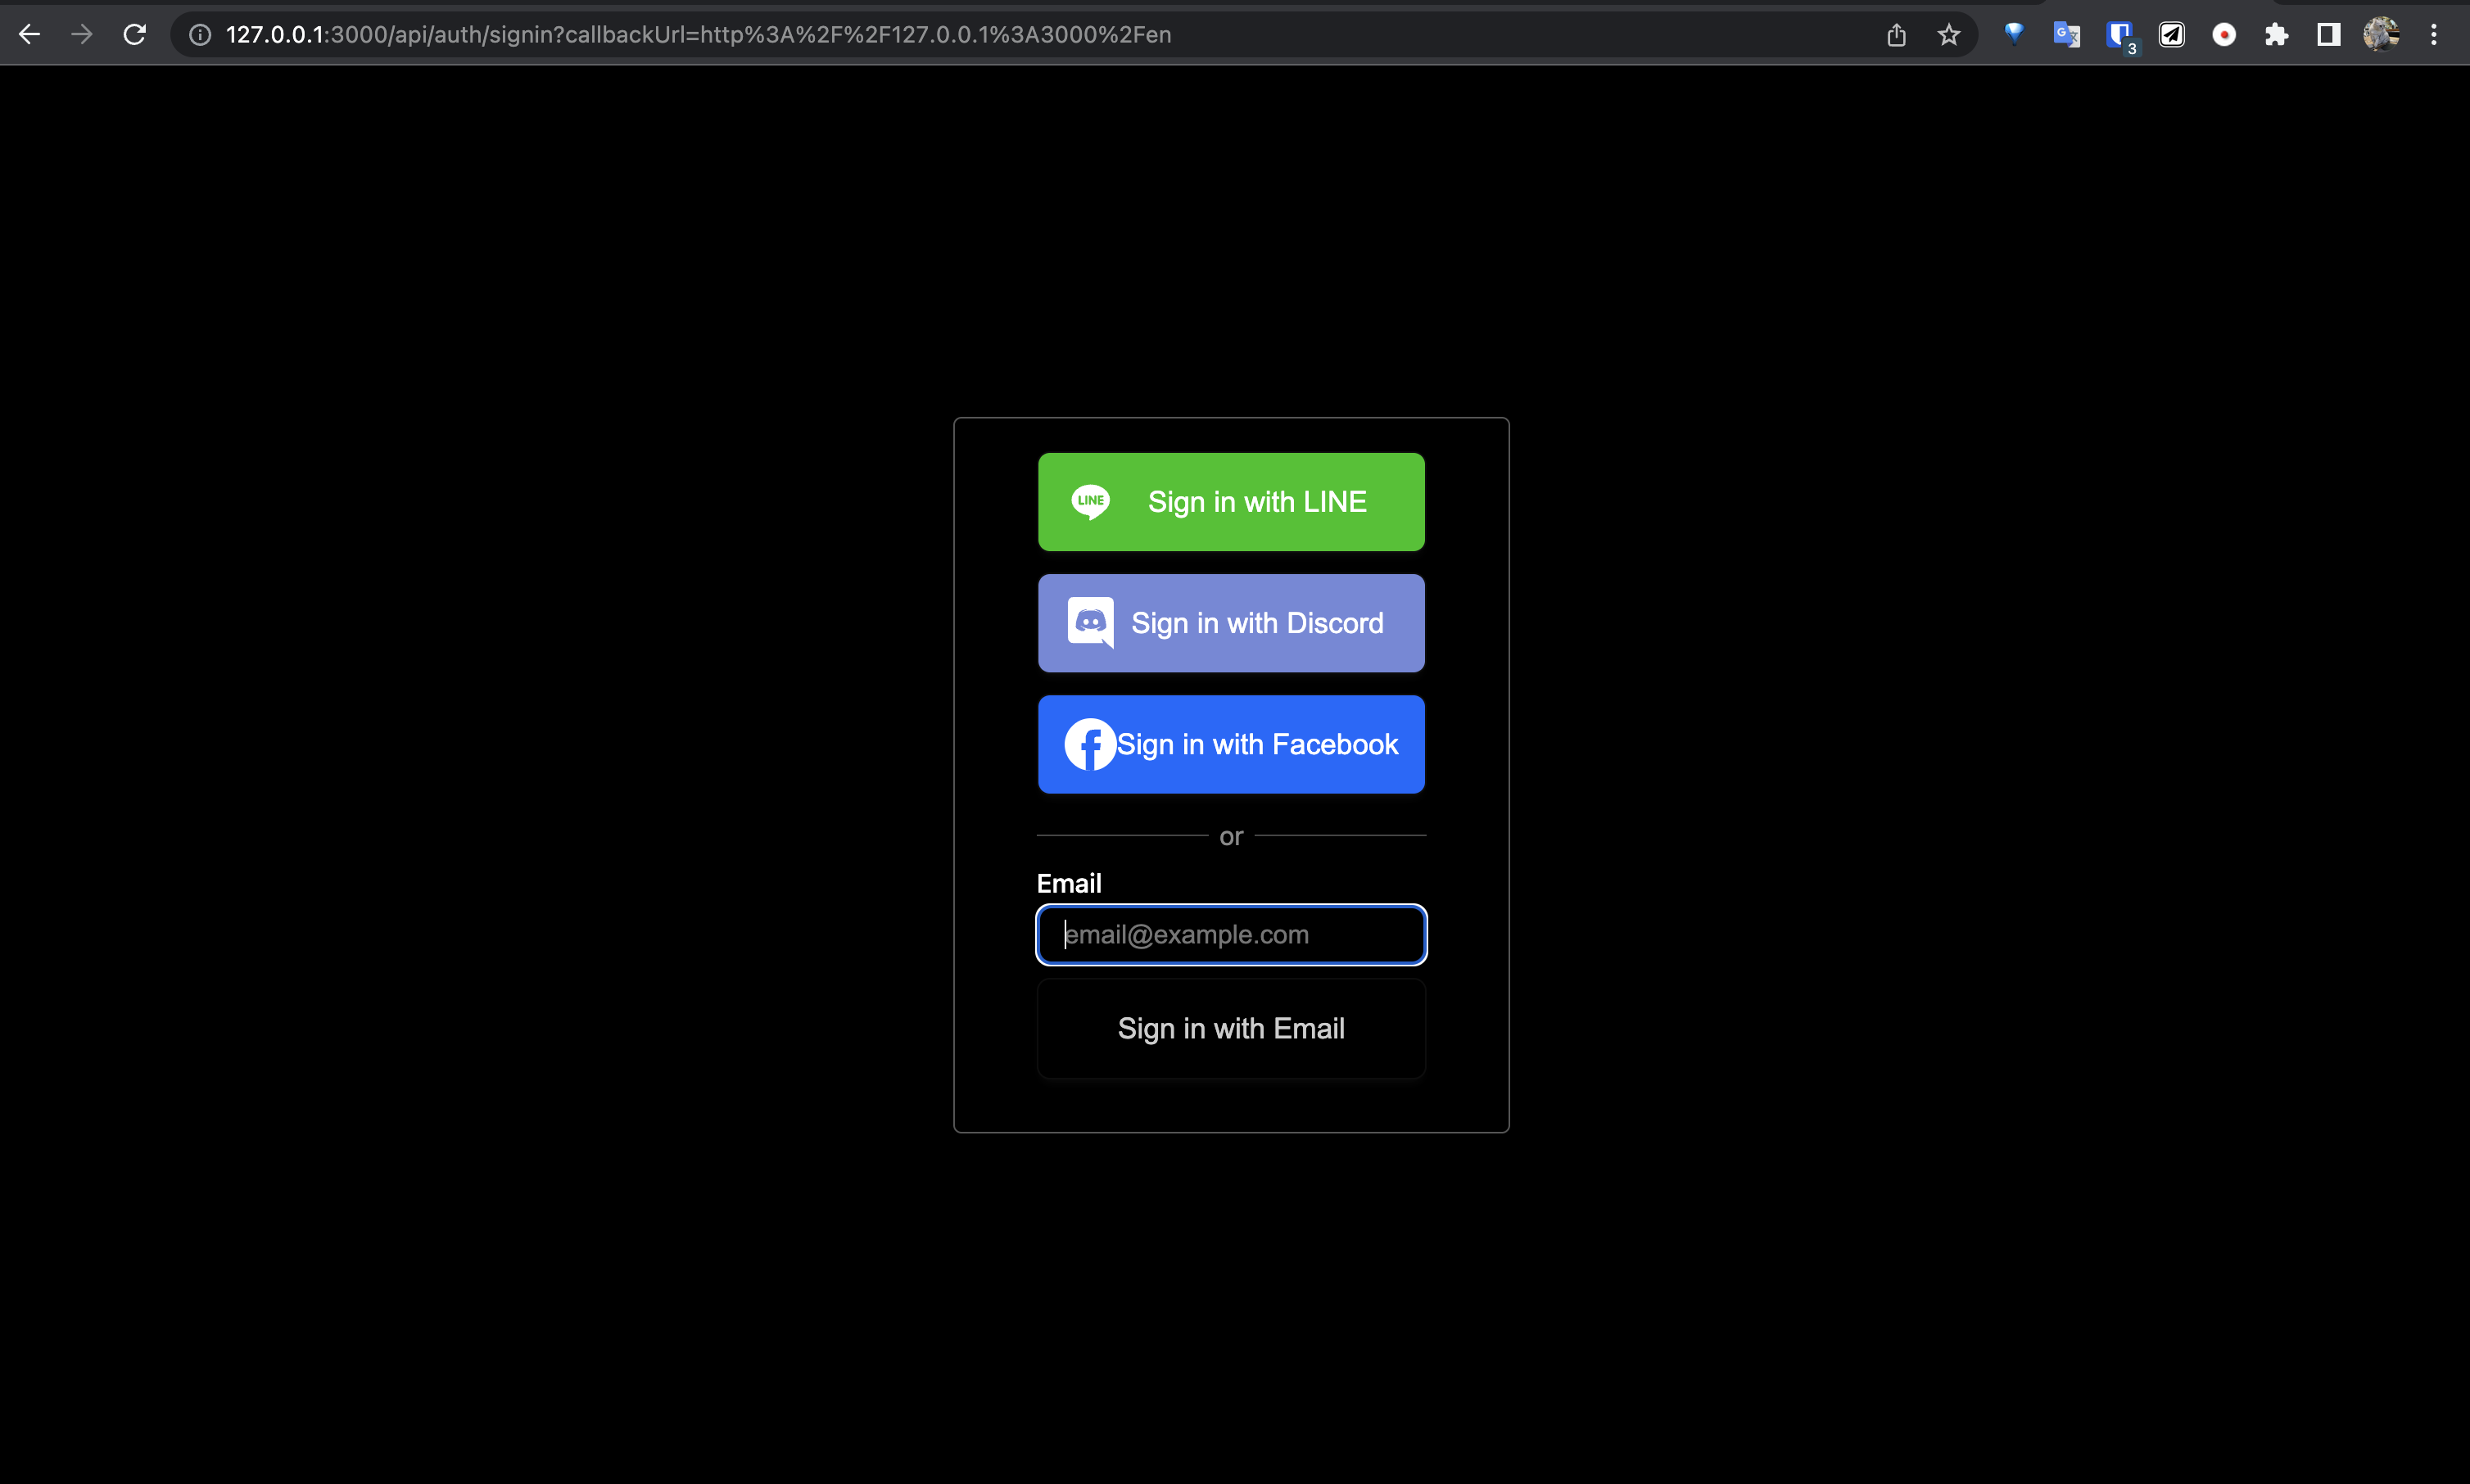 127.0.0.1:3000/api/auth/signin?callbackUrl=http%3A%2F%2F127.0.0.1%3A3000%2Fen
3
LINE Sign in with LINE
Sign in with Discord
Sign in with Facebook
or
Email
email@example.com
Sign in with Email